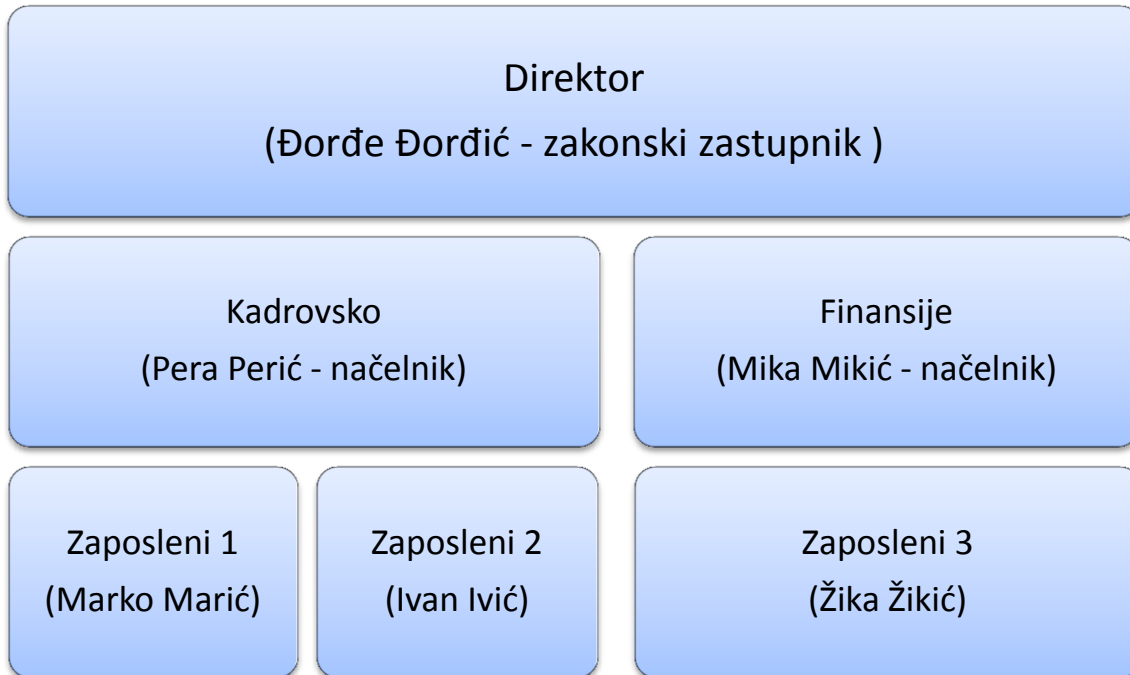 Direktor
(Đorđe Đorđić - zakonski zastupnik )
Kadrovsko
(Pera Perić - načelnik)
Finansije
(Mika Mikić - načelnik)
Zaposleni 1
(Marko Marić)
Zaposleni 2
(Ivan Ivić)
Zaposleni 3
(Žika Žikić)